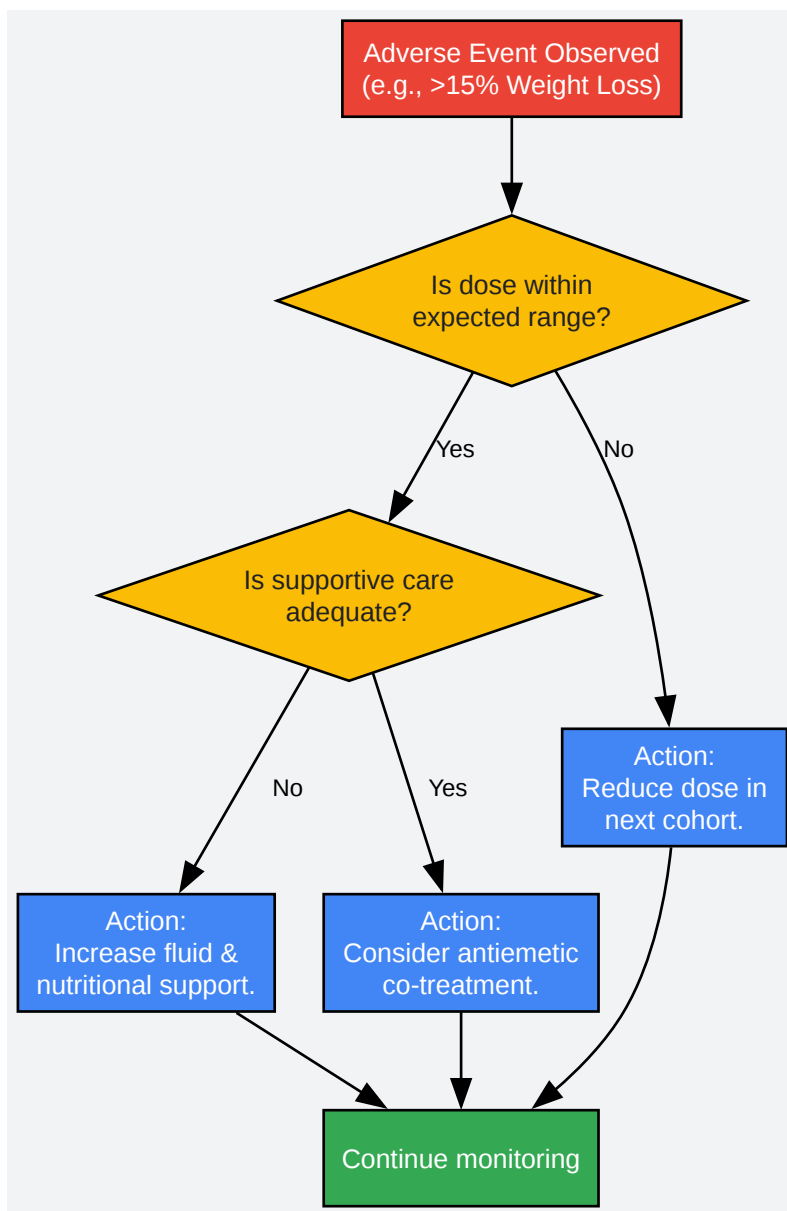 Adverse Event Observed
(e.g., >15% Weight Loss)
Is dose within
expected range?
Yes
No
Is supportive care
adequate?
No
Yes
Action:
Reduce dose in
next cohort.
Action:
Increase fluid &
nutritional support.
Action:
Consider antiemetic
co-treatment.
Continue monitoring